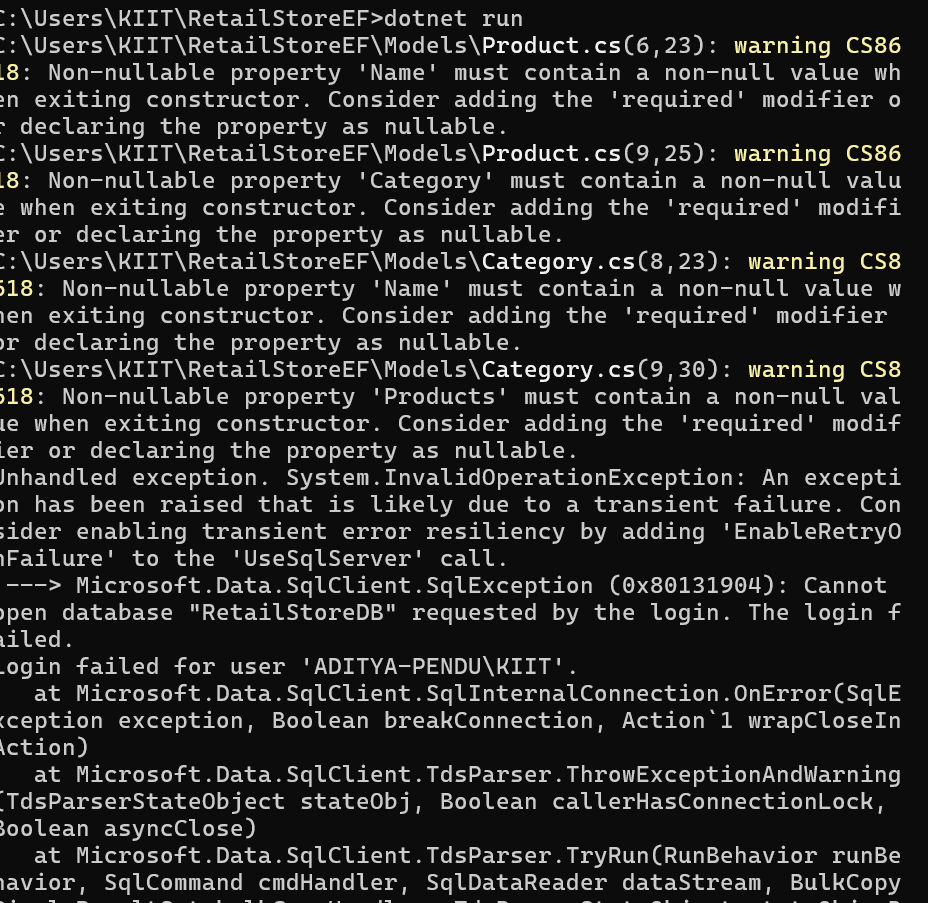 C:\Users\KIIT\RetailStoreEF>dotnet run
C:\Users\KIIT\RetailStoreEF\Models\Product.cs(6,23): warning CS86
18: Non-nullable property 'Name' must contain a non-null value wh
en exiting constructor. Consider adding the 'required' modifier o
r declaring the property as nullable.
C:\Users\KIIT\RetailStoreEF\Models\Product.cs(9,25): warning CS86
18: Non-nullable property 'Category' must contain a non-null valu
e when exiting constructor. Consider adding the 'required' modifi
er or declaring the property as nullable.
C:\Users\KIIT\RetailStoreEF\Models\Category.cs(8,23): warning CS8
618: Non-nullable property 'Name' must contain a non-null value w
hen exiting constructor. Consider adding the 'required' modifier
or declaring the property as nullable.
C:\Users\KIIT\RetailStoreEF\Models\Category.cs(9,30): warning CS8
618: Non-nullable property 'Products' must contain a non-null val
ue when exiting constructor. Consider adding the 'required' modif
ier or declaring the property as nullable.
Unhandled exception. System.InvalidOperationException: An excepti
on has been raised that is likely due to a transient failure. Con
sider enabling transient error resiliency by adding 'EnableRetryO
nFailure' to the 'UseSqlServer' call.
 ---> Microsoft.Data.SqlClient.SqlException (0x80131904): Cannot
open database "RetailStoreDB" requested by the login. The login f
ailed.
Login failed for user 'ADITYA-PENDU\KIIT'.
   at Microsoft.Data.SqlClient.SqlInternalConnection.OnError(SqlE
xception exception, Boolean breakConnection, Action`1 wrapCloseIn
Action)
   at Microsoft.Data.SqlClient.TdsParser.ThrowExceptionAndWarning
(TdsParserStateObject stateObj, Boolean callerHasConnectionLock,
Boolean asyncClose)
   at Microsoft.Data.SqlClient.TdsParser.TryRun(RunBehavior runBe
havior, SqlCommand cmdHandler, SqlDataReader dataStream, BulkCopy